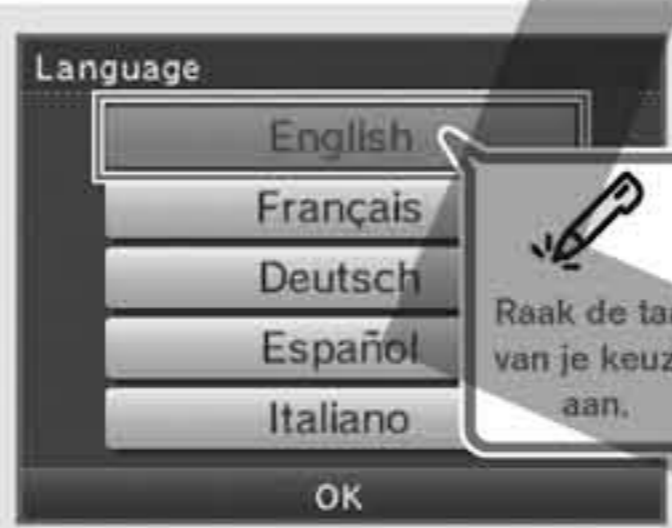 Language
English
Français
Deutsch
Español
Italiano
OK
Raak de
van je
aan.